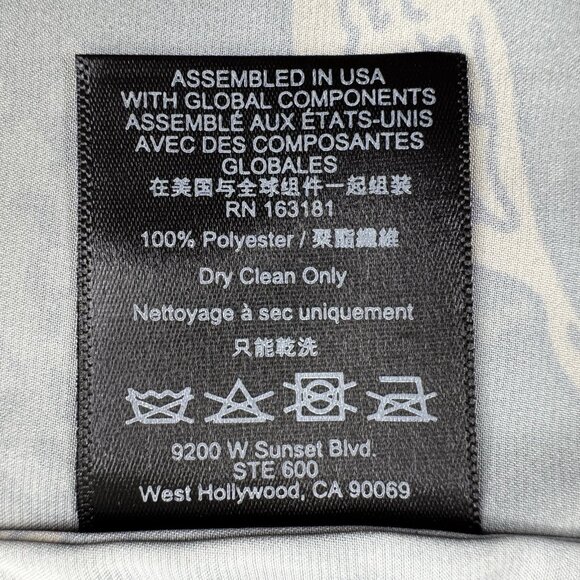 ASSEMBLED IN USA
WITH GLOBAL COMPONENTS
ASSEMBLÉ AUX ÉTATS-UNIS
AVEC DES COMPOSANTES
GLOBALES
在美国与全球组件一起组装
RN 163181
100% Polyester / 聚酯纖維
Dry Clean Only
Nettoyage à sec uniquement
只能乾洗
9200 W Sunset Blvd.
STE 600
West Hollywood, CA 90069